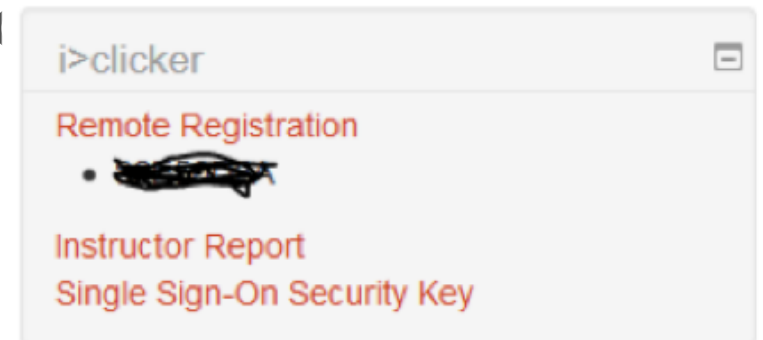 i>clicker
Remote Registration
Instructor Report
Single Sign-On Security Key